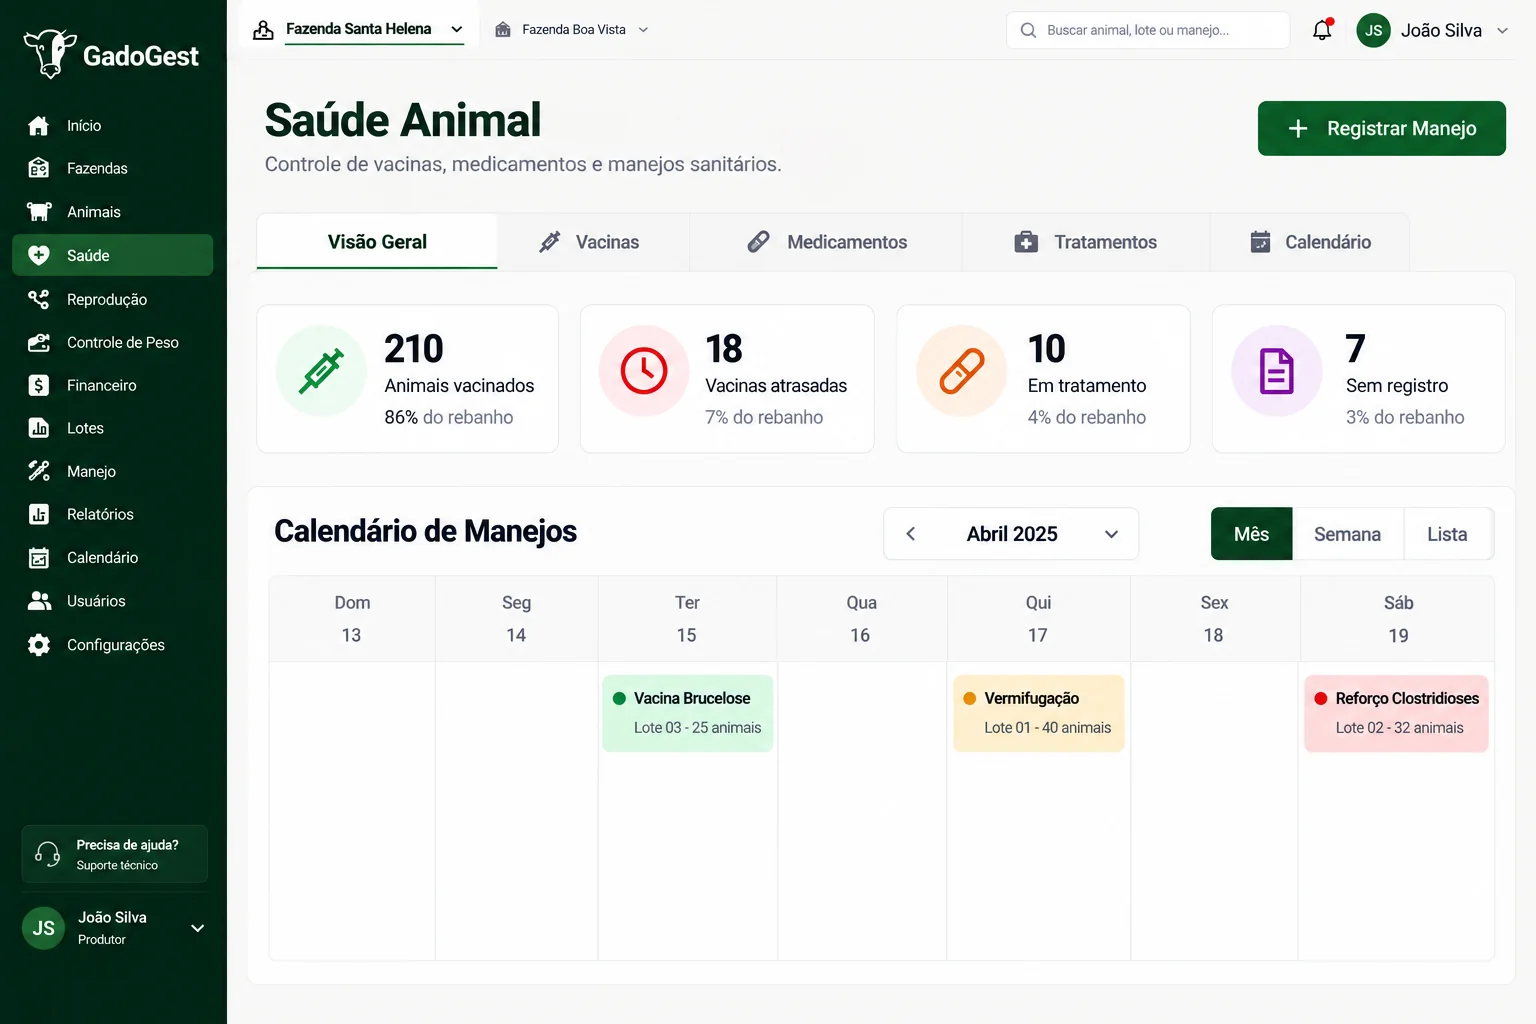 GadoGest
Início
Fazendas
Animais
Saúde
Reprodução
Controle de Peso
Financeiro
Lotes
Manejo
Relatórios
Calendário
Usuários
Configurações
Precisa de ajuda?
Suporte técnico
JS
João Silva
Produtor
Fazenda Santa Helena
Fazenda Boa Vista
Buscar animal, lote ou manejo...
JS
João Silva
Saúde Animal
Controle de vacinas, medicamentos e manejos sanitários.
+ Registrar Manejo
Visão Geral
Vacinas
Medicamentos
Tratamentos
Calendário
210
Animais vacinados
86% do rebanho
18
Vacinas atrasadas
7% do rebanho
10
Em tratamento
4% do rebanho
7
Sem registro
3% do rebanho
Calendário de Manejos
Abril 2025
Mês
Semana
Lista
Dom
13
Seg
14
Ter
15
Qua
16
Qui
17
Sex
18
Sáb
19
Vacina Brucelose
Lote 03 - 25 animais
Vermifugação
Lote 01 - 40 animais
Reforço Clostridioses
Lote 02 - 32 animais